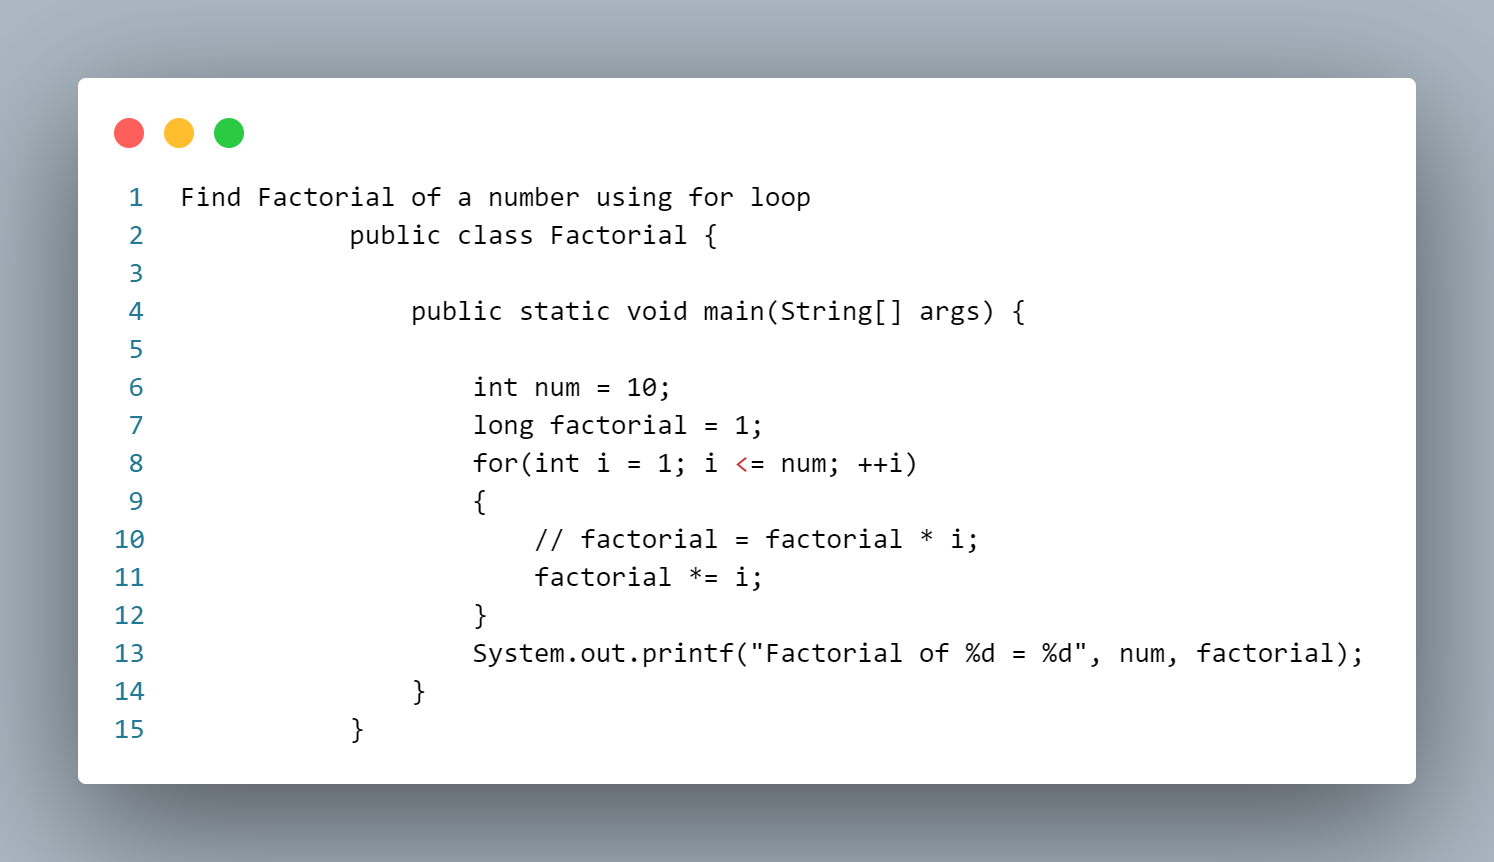 1 Find Factorial of a number using for loop
2 public class Factorial {
3
4 public static void main(String[] args) {
5
6 int num = 10;
7 long factorial = 1;
8 for(int i = 1; i <= num; ++i)
9 {
10 // factorial = factorial * i;
11 factorial *= i;
12 }
13 System.out.printf("Factorial of %d = %d", num, factorial);
14 }
15 }